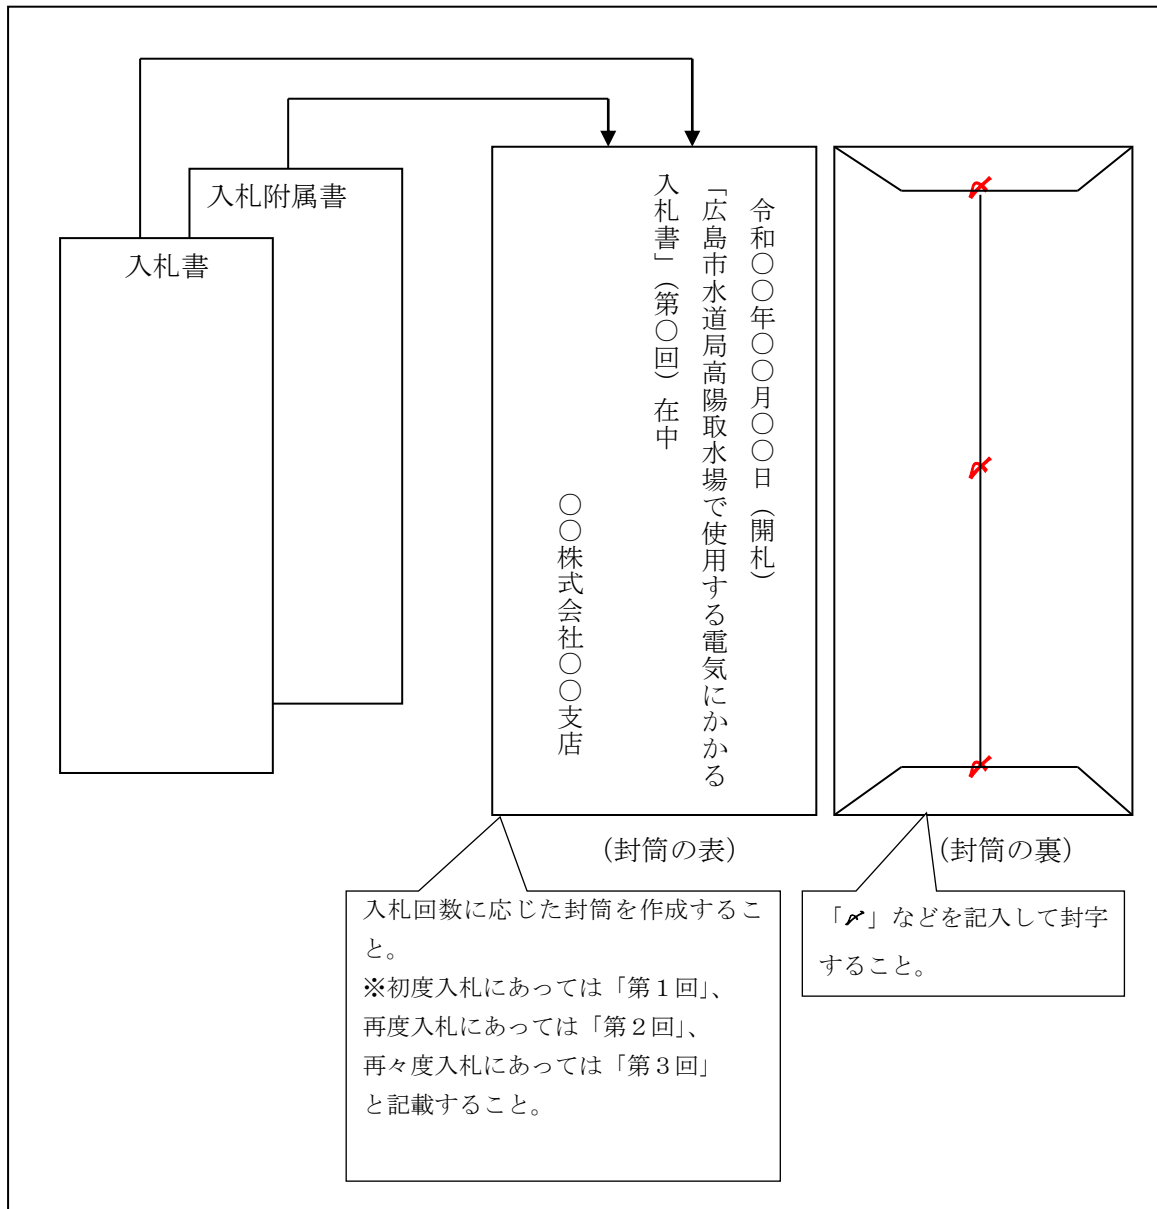 入札附属書
入札書
令和〇〇年〇〇月〇〇日（開札）
「広島市水道局高陽取水場で使用する電気にかかる
入札書」（第〇回）在中
〇〇株式会社〇〇支店
〆
〆
〆
（封筒の表）
（封筒の裏）
入札回数に応じた封筒を作成するこ
と。
※初度入札にあっては「第１回」、
再度入札にあっては「第２回」、
再々度入札にあっては「第３回」
と記載すること。
「〆」などを記入して封字
すること。